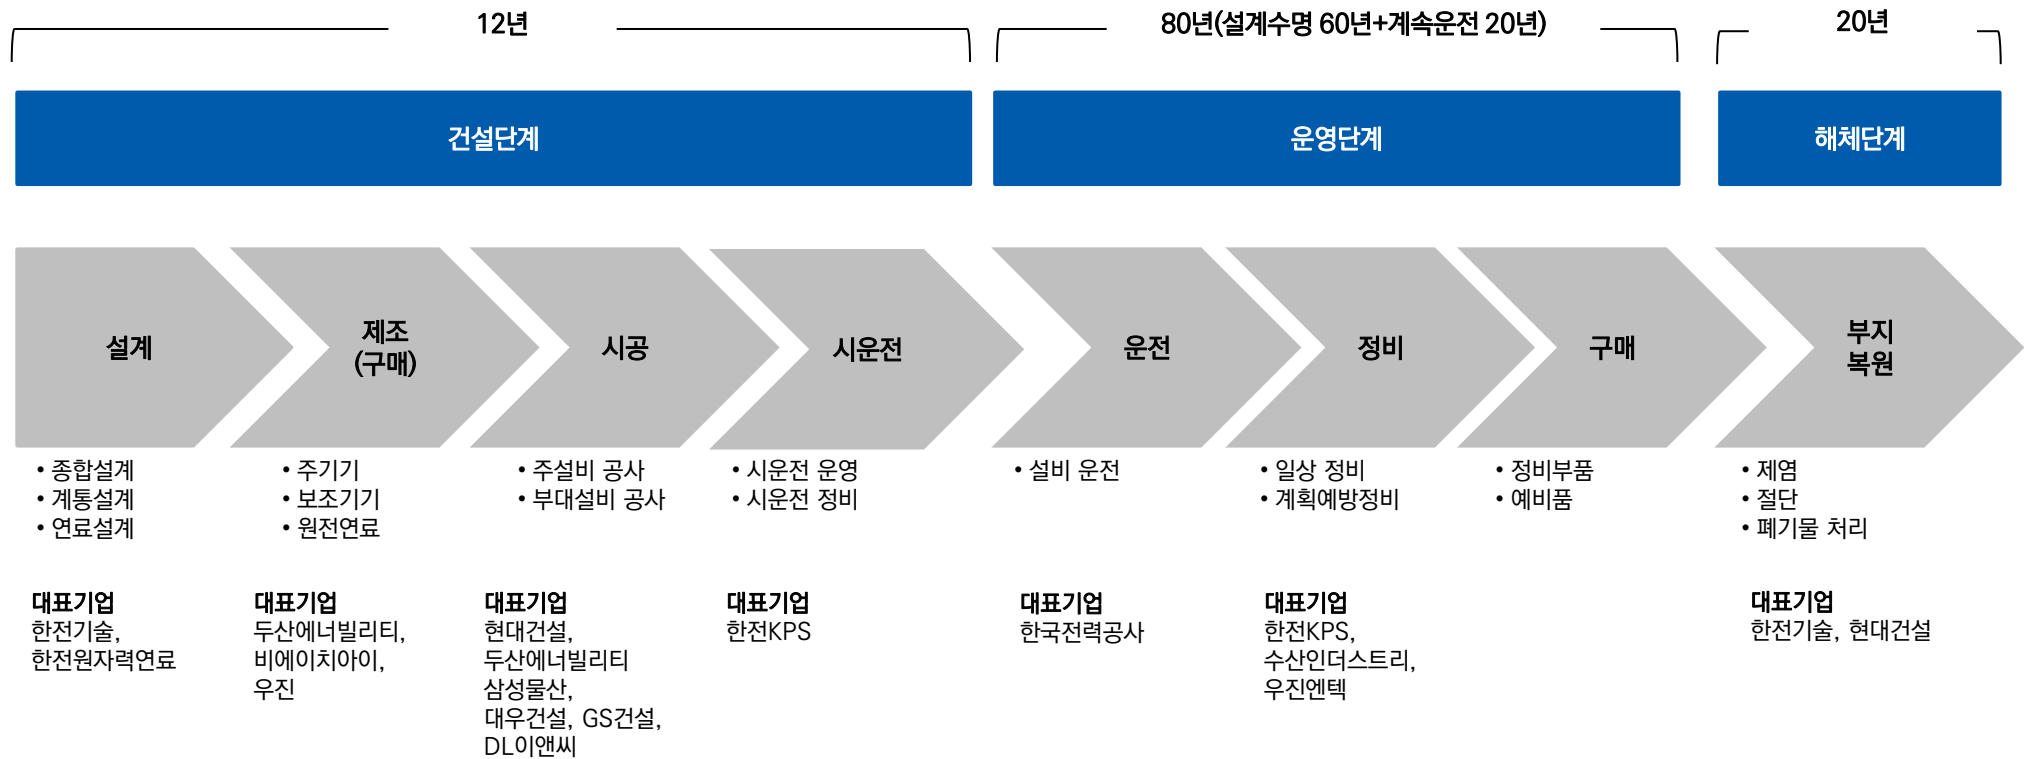 12년
80년(설계수명 60년+계속운전 20년)
20년
건설단계
운영단계
해체단계
설계
제조
(구매)
시공
시운전
운전
정비
구매
부지
복원
• 종합설계
• 계통설계
• 연료설계
• 주기기
• 보조기기
• 원전연료
• 주설비 공사
• 부대설비 공사
• 시운전 운영
• 시운전 정비
• 설비 운전
• 일상 정비
• 계획예방정비
• 정비부품
• 예비품
• 제염
• 절단
• 폐기물 처리
대표기업
한전기술,
한전원자력연료
대표기업
두산에너빌리티,
비에이치아이,
우진
대표기업
현대건설,
두산에너빌리티
삼성물산,
대우건설, GS건설,
DL이앤씨
대표기업
한전KPS
대표기업
한국전력공사
대표기업
한전KPS,
수산인더스트리,
우진엔텍
대표기업
한전기술, 현대건설